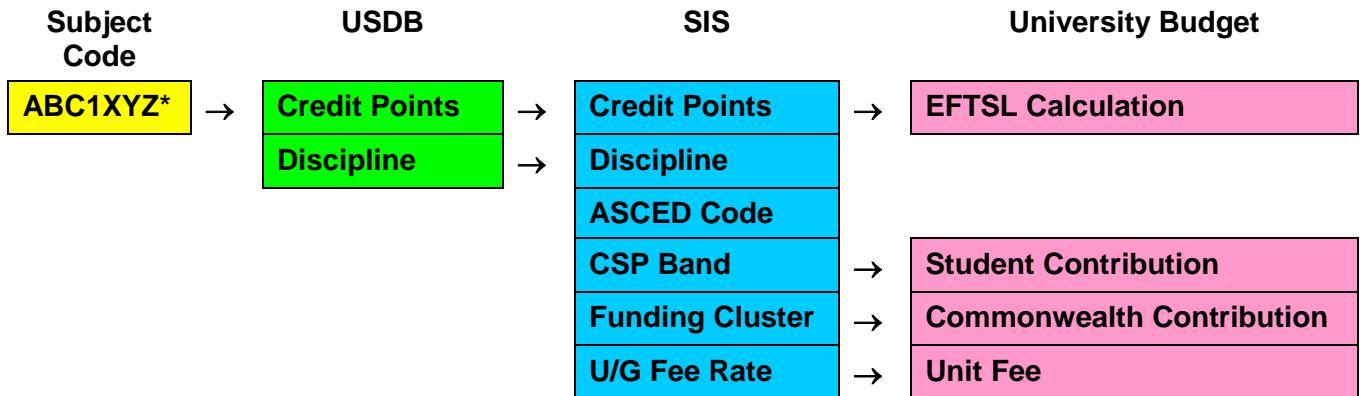 Subject Code USDB SIS University Budget
ABC1XYZ* → Credit Points → Credit Points → EFTSL Calculation
Discipline → Discipline
ASCED Code
CSP Band → Student Contribution
Funding Cluster → Commonwealth Contribution
U/G Fee Rate → Unit Fee